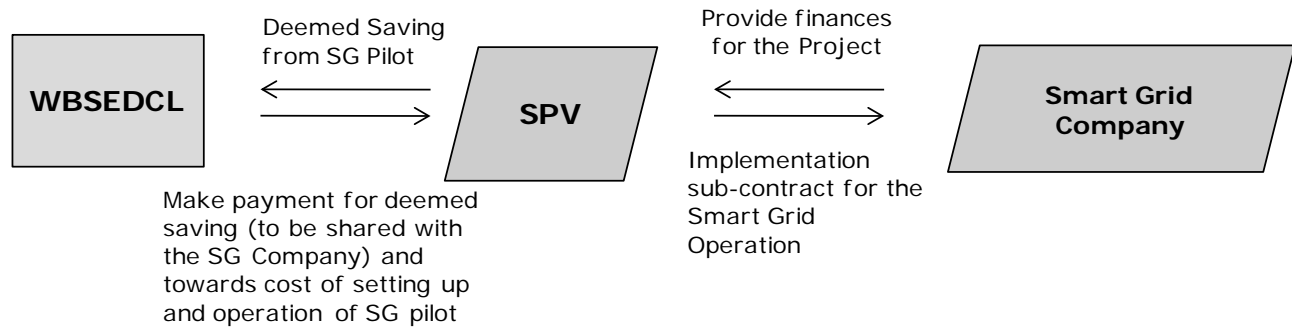 WBSEDCL
Deemed Saving
from SG Pilot
Make payment for deemed
saving (to be shared with
the SG Company) and
towards cost of setting up
and operation of SG pilot
SPV
Provide finances
for the Project
Implementation
sub-contract for the
Smart Grid
Operation
Smart Grid
Company